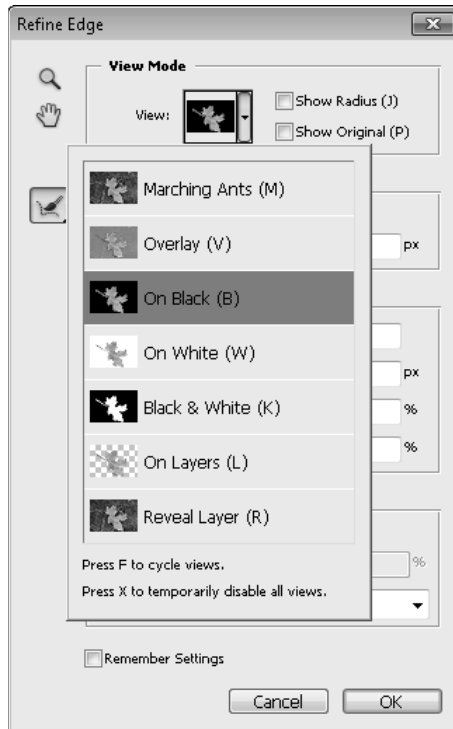 Refine Edge
View Mode
View:
Show Radius (J)
Show Original (P)
Marching Ants (M)
Overlay (V)
px
On Black (B)
On White (W)
px
Black & White (K)
%
On Layers (L)
%
Reveal Layer (R)
Press F to cycle views.
%
Press X to temporarily disable all views.
Remember Settings
Cancel
OK